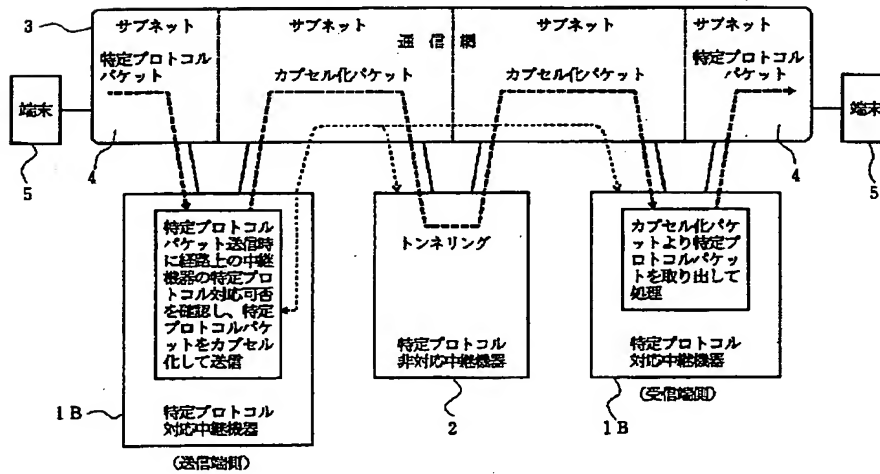 3
サブネット
サブネット
サブネット
サブネット
通信網
特定プロトコル
パケット
カプセル化パケット
カプセル化パケット
特定プロトコル
パケット
端末
端末
4
4
5
5
特定プロトコル
パケット送信時
に経路上の中継
機器の特定プロ
トコル対応可否
を確認し、特定
プロトコルパケ
ットをカプセル
化して送信
トンネリング
カプセル化パケ
ットより特定プ
ロトコルパケッ
トを取り出して
処理
特定プロトコル
対応中継機器
特定プロトコル
非対応中継機器
特定プロトコル
対応中継機器
1B
2
1B
(送信端側)
(受信端側)